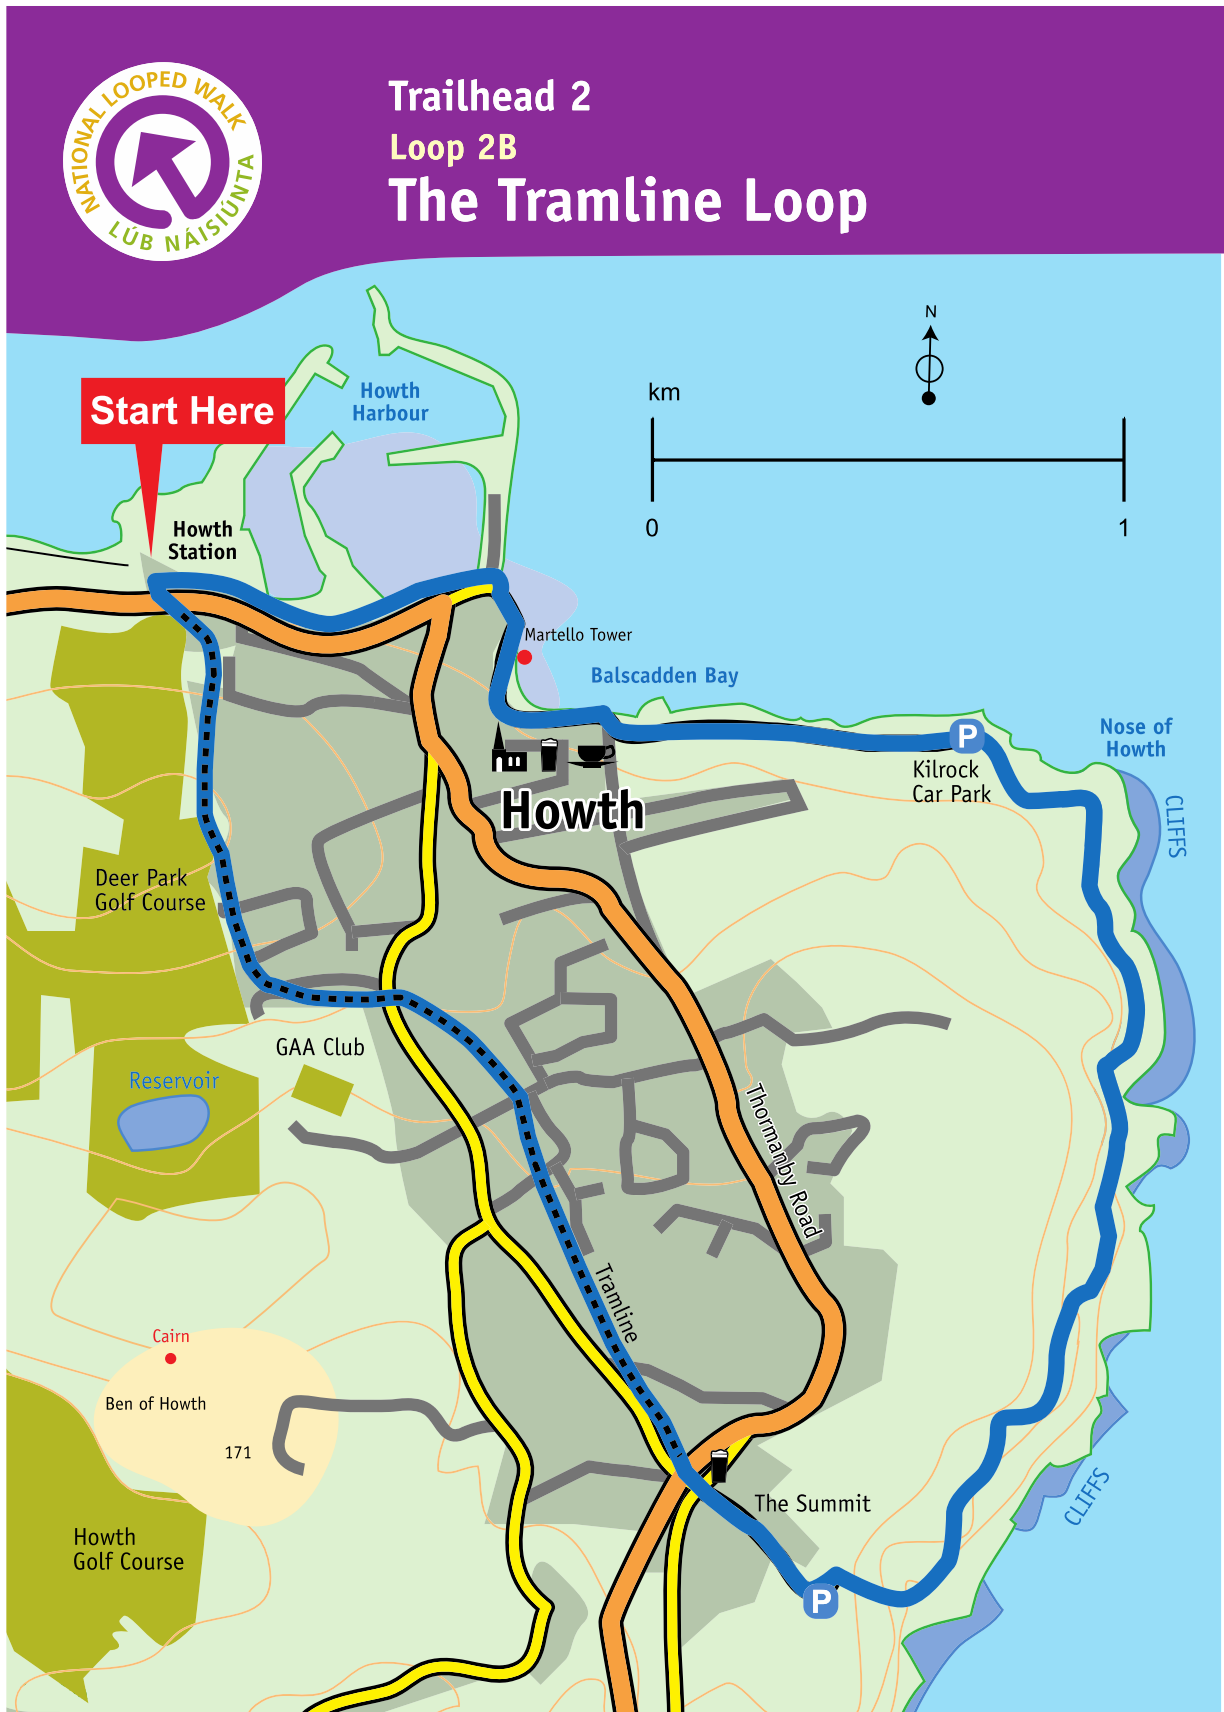 NATIONAL LOOPED WALK
LÚB NÁISIÚNTA
Trailhead 2
Loop 2B
The Tramline Loop
N
km
0
1
Start Here
Howth
Harbour
Howth
Station
Martello Tower
Balscadden Bay
Nose of
Howth
P
Kilrock
Car Park
CLIFFS
Howth
Deer Park
Golf Course
GAA Club
Reservoir
Thormanby Road
Tramline
Cairn
Ben of Howth
171
CLIFFS
The Summit
Howth
Golf Course
P